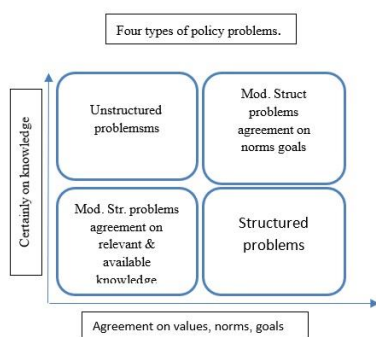 Four types of policy problems.
Certainly on knowledge
Unstructured
problemsms
Mod. Struct
problems
agreement on
norms goals
Mod. Str. problems
agreement on
relevant &
available
knowledge
Structured
problems
Agreement on values, norms, goals